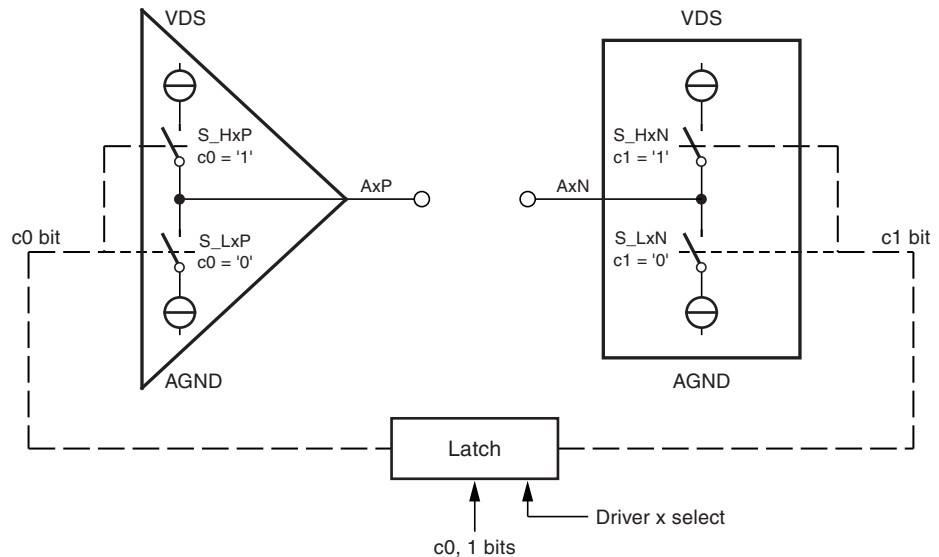 VDS
VDS
S_HxP
c0 = '1'
S_HxN
c1 = '1'
AxP
AxN
c0 bit
S_LxP
c0 = '0'
S_LxN
c1 = '0'
c1 bit
AGND
AGND
Latch
Driver x select
c0, 1 bits